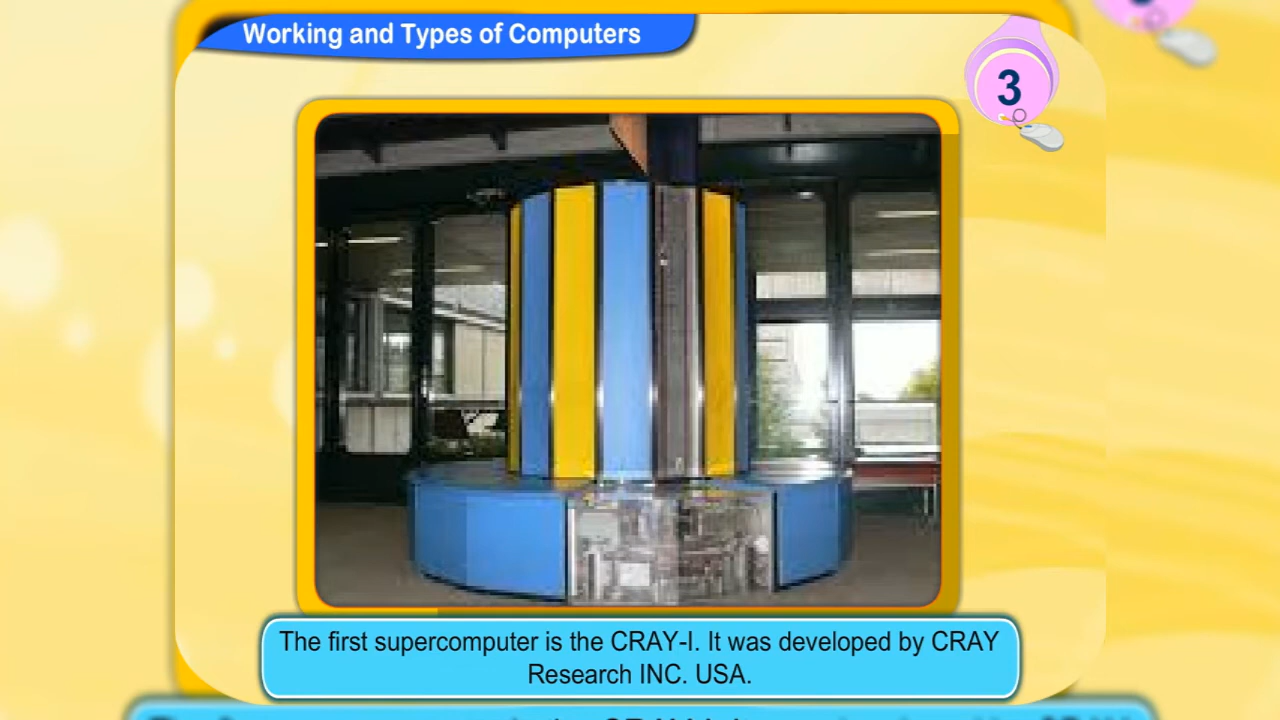 Working and Types of Computers
3
The first supercomputer is the CRAY-I. It was developed by CRAY
Research INC. USA.